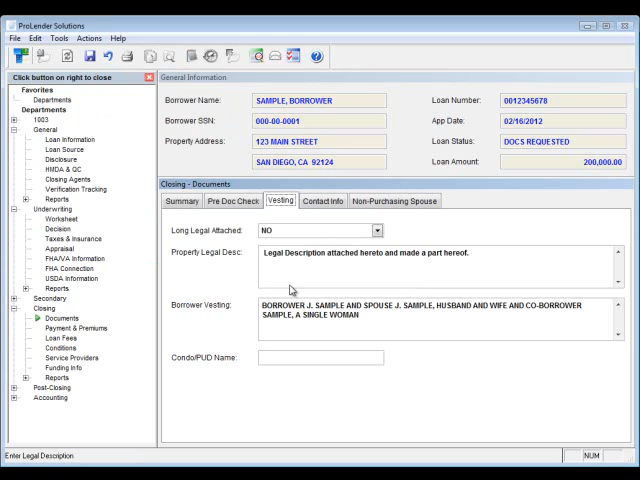 ProLender Solutions
File Edit Tools Actions Help
Click button on right to close
Favorites
Departments
Departments
1003
General
Loan Information
Loan Source
Disclosure
HMDA & QC
Closing Agents
Verification Tracking
Reports
Underwriting
Worksheet
Decision
Taxes & Insurance
Appraisal
FHA/VA Information
FHA Connection
USDA Information
Reports
Secondary
Closing
Documents
Payment & Premiums
Loan Fees
Conditions
Service Providers
Funding Info
Reports
Post-Closing
Accounting
General Information
Borrower Name: SAMPLE, BORROWER Loan Number: 0012345678
Borrower SSN: 000-00-0001 App Date: 02/16/2012
Property Address: 123 MAIN STREET Loan Status: DOCS REQUESTED
SAN DIEGO, CA 92124 Loan Amount: 200,000.00
Closing - Documents
Summary Pre Doc Check Vesting Contact Info Non-Purchasing Spouse
Long Legal Attached: NO
Property Legal Desc: Legal Description attached hereto and made a part hereof.
Borrower Vesting: BORROWER J. SAMPLE AND SPOUSE J. SAMPLE, HUSBAND AND WIFE AND CO-BORROWER
SAMPLE, A SINGLE WOMAN
Condo/PUD Name:
Enter Legal Description NUM